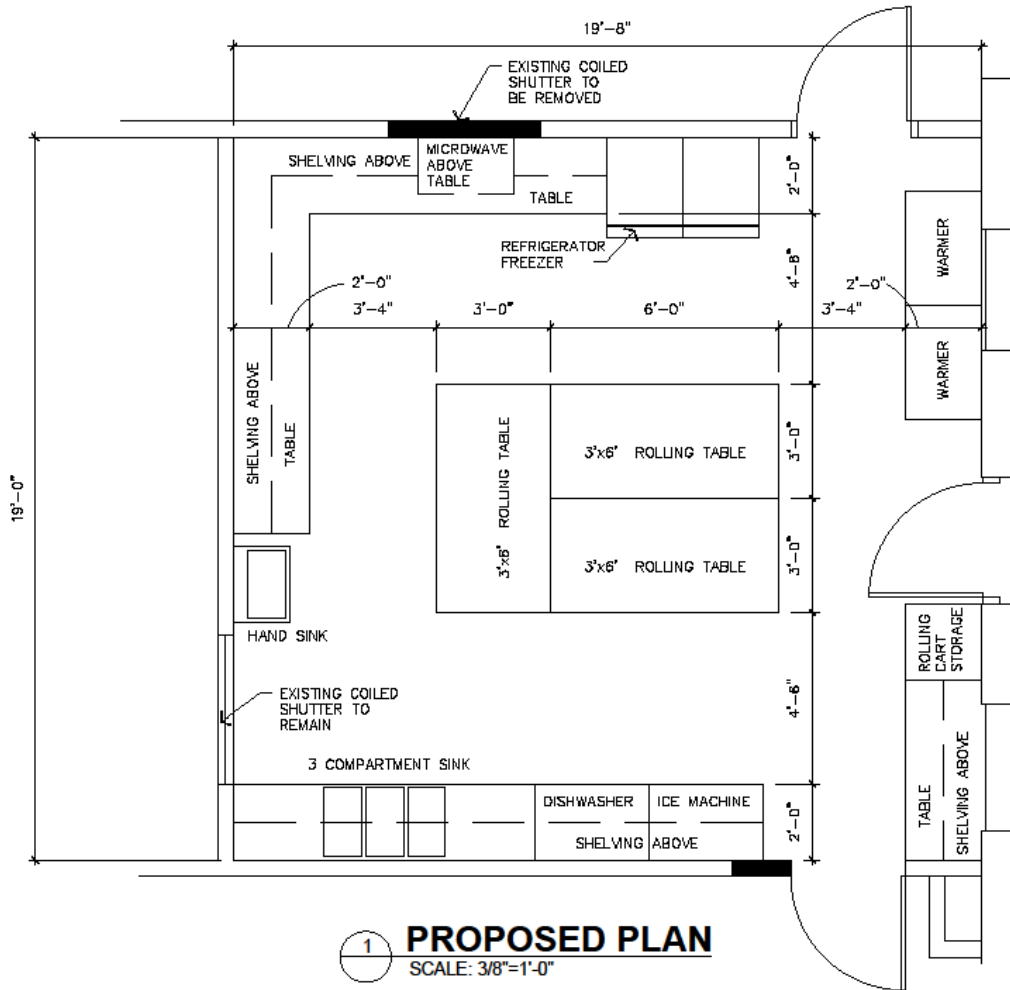 19'-8"
EXISTING COILED
SHUTTER TO
BE REMOVED
SHELVING ABOVE
MICROWAVE
ABOVE
TABLE
TABLE
2'-0"
REFRIGERATOR
FREEZER
4'-6"
WARMER
2'-0"
3'-4"
3'-0"
6'-0"
3'-4"
2'-0"
WARMER
SHELVING ABOVE
TABLE
3'x6' ROLLING TABLE
3'x6' ROLLING TABLE
3'-0"
3'x6' ROLLING TABLE
3'-0"
19'-0"
HAND SINK
ROLLING
CART
STORAGE
EXISTING COILED
SHUTTER TO
REMAIN
4'-6"
3 COMPARTMENT SINK
DISHWASHER
ICE MACHINE
SHELVING ABOVE
2'-0"
TABLE
SHELVING ABOVE
1
PROPOSED PLAN
SCALE: 3/8"=1'-0"